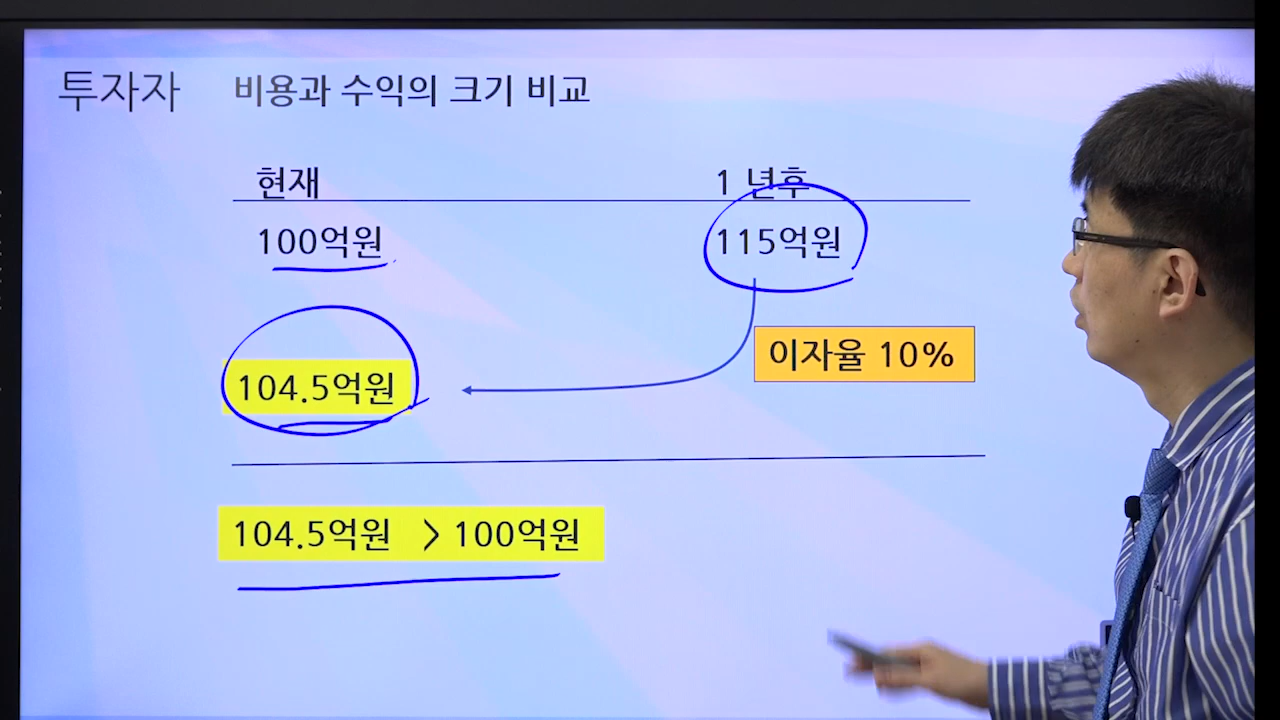 투자자 비용과 수익의 크기 비교
현재 1 년후
100억원 115억원
이자율 10%
104.5억원
104.5억원 > 100억원